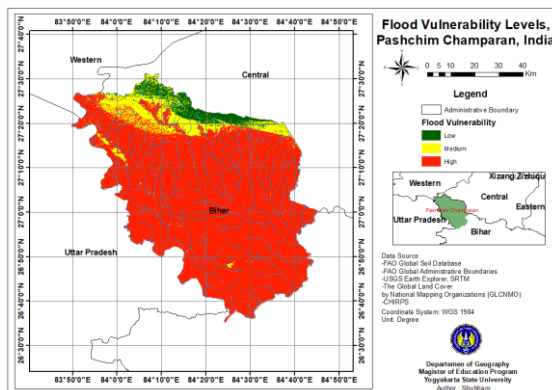 Flood Vulnerability Levels,
Pashchim Champaran, India
0 5 10 20 30 40
Km
Legend
Administrative Boundary
Flood Vulnerability
Low
Medium
High
83°50'0"E 84°0'0"E 84°10'0"E 84°20'0"E 84°30'0"E 84°40'0"E 84°50'0"E
27°40'0"N
27°30'0"N
27°20'0"N
27°10'0"N
27°0'0"N
26°50'0"N
26°40'0"N
26°30'0"N
Western
Central
Bihar
Uttar Pradesh
Western
Xizang Zizhiqu
Central
Eastern
Pashchim Champaran
Uttar Pradesh
Bihar
Data Source:
-FAO Global Soil Database
-FAO Global Administrative Boundaries
-USGS Earth Explorer, SRTM
-The Global Land Cover
by National Mapping Organizations (GLCNMO)
-CHIRPS
Coordinate System: WGS 1984
Unit: Degree
Departemen of Geography
Magister of Education Program
Yogyakarta State University
Author : Shubham